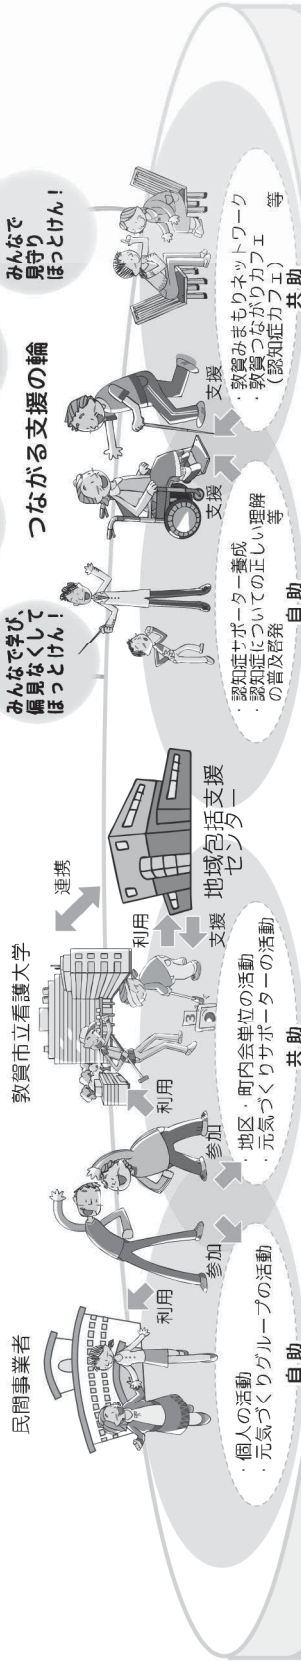 民間事業者
敦賀市立看護大学
連携
利用
利用
利用
支援
参加
参加
地域包括支援
センター
・個人の活動
・元気づくりグループの活動
自助
・地区・町内会単位の活動
・元気づくりサポーターの活動
共助
みんなで学び、
偏見なくして
ほっとけん！
つながる支援の輪
みんなで
見守り
ほっとけん！
支援
支援
・認知症サポーター養成
・認知症についての正しい理解
の普及啓発 等
自助
・敦賀みまもりネットワーク
・敦賀つながりカフェ
（認知症カフェ） 等
共助